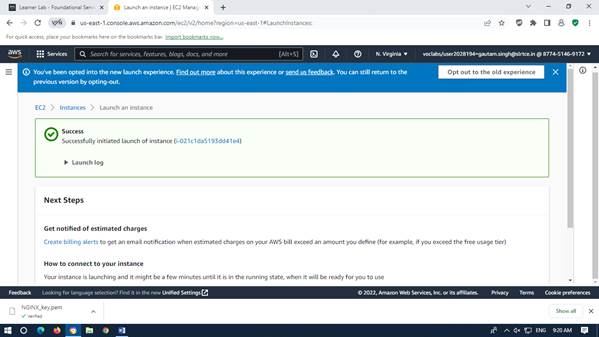 Learner Lab - Foundational Servi
Launch an instance | EC2 Manag
us-east-1.console.aws.amazon.com/ec2/v2/home?region=us-east-1#LaunchInstances:
VPN
For quick access, place your bookmarks here on the bookmarks bar. Import bookmarks now...
aws
Services
Search for services, features, blogs, docs, and more
[Alt+S]
N. Virginia
voclabs/user2028194=gautam.singh@slrtce.in @ 8774-5146-9172
You've been opted into the new launch experience. Find out more about this experience or send us feedback. You can still return to the previous version by opting-out.
Opt out to the old experience
EC2 > Instances > Launch an instance
Success
Successfully initiated launch of instance (i-021c1da5193dd41e4)
Launch log
Next Steps
Get notified of estimated charges
Create billing alerts to get an email notification when estimated charges on your AWS bill exceed an amount you define (for example, if you exceed the free usage tier)
How to connect to your instance
Your instance is launching and it might be a few minutes until it is in the running state, when it will be ready for you to use
Feedback
Looking for language selection? Find it in the new Unified Settings
© 2022, Amazon Web Services, Inc. or its affiliates.
Privacy
Terms
Cookie preferences
NGINX_key.pem
Verified
Show all
ENG
9:20 AM